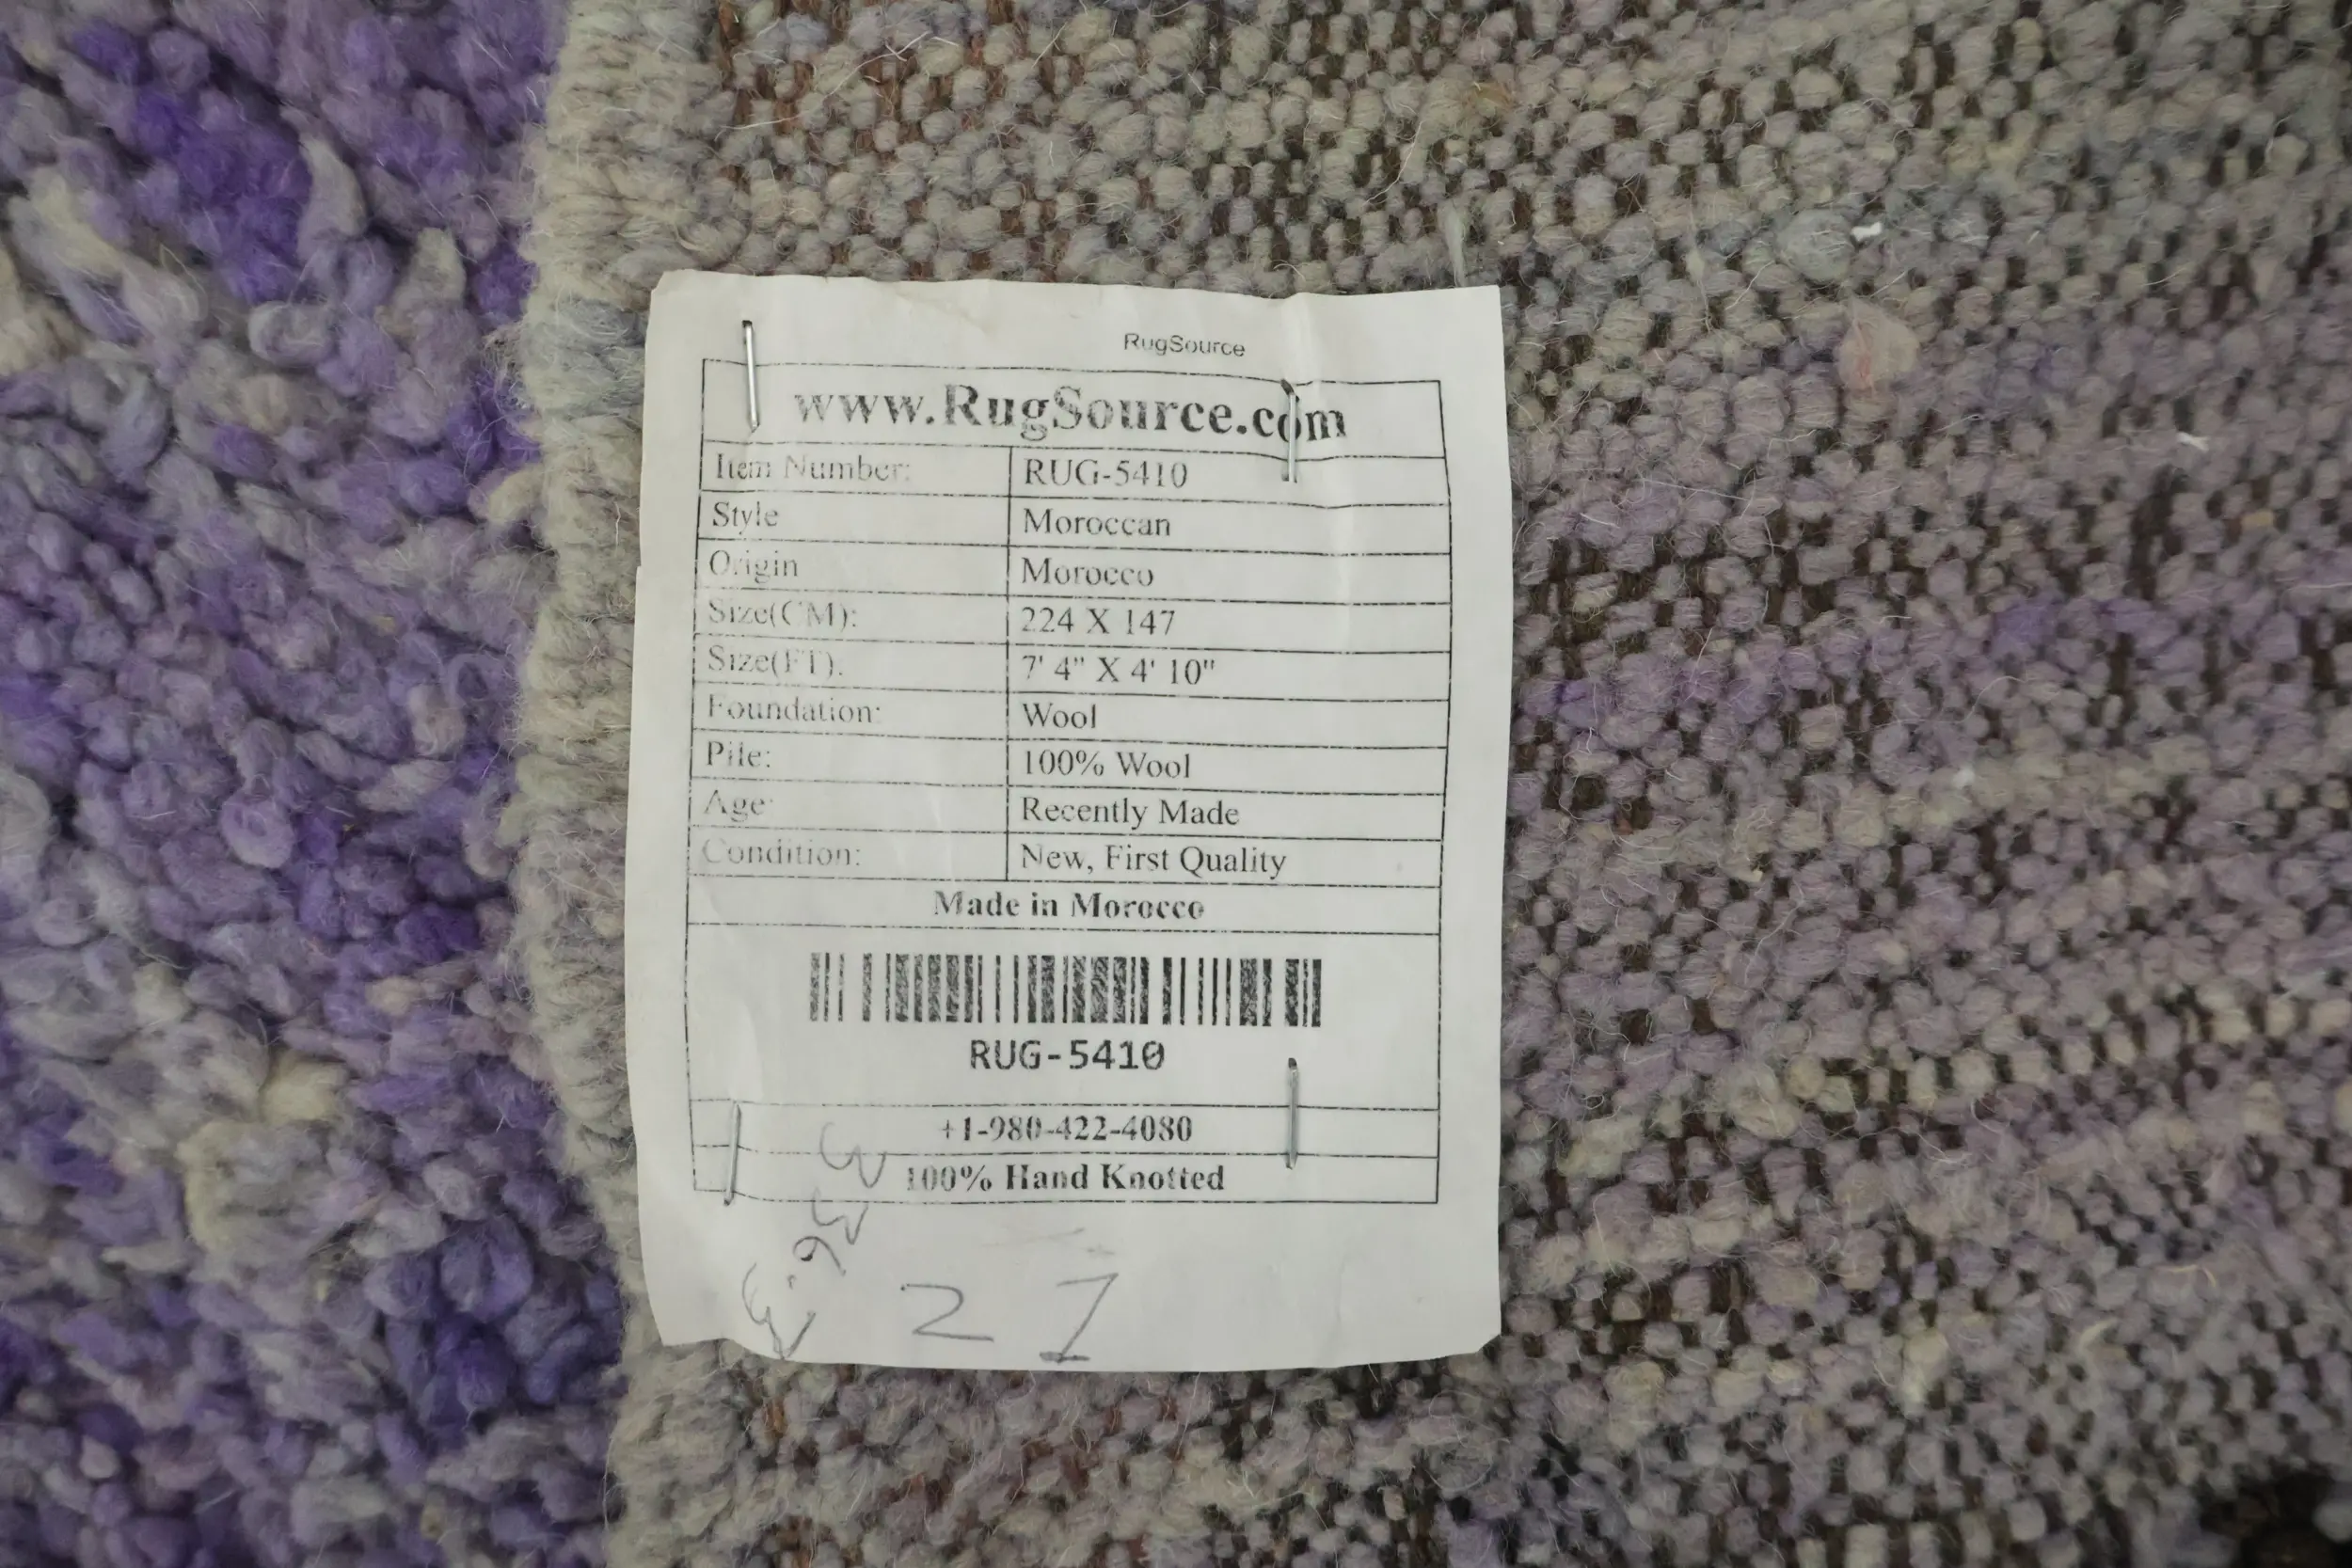 RugSource
www.RugSource.com
Item Number: RUG-5410
Style Moroccan
Origin Morocco
Size(CM): 224 X 147
Size(FT): 7' 4" X 4' 10"
Foundation: Wool
Pile: 100% Wool
Age: Recently Made
Condition: New, First Quality
Made in Morocco
RUG-5410
+1-980-422-4080
100% Hand Knotted